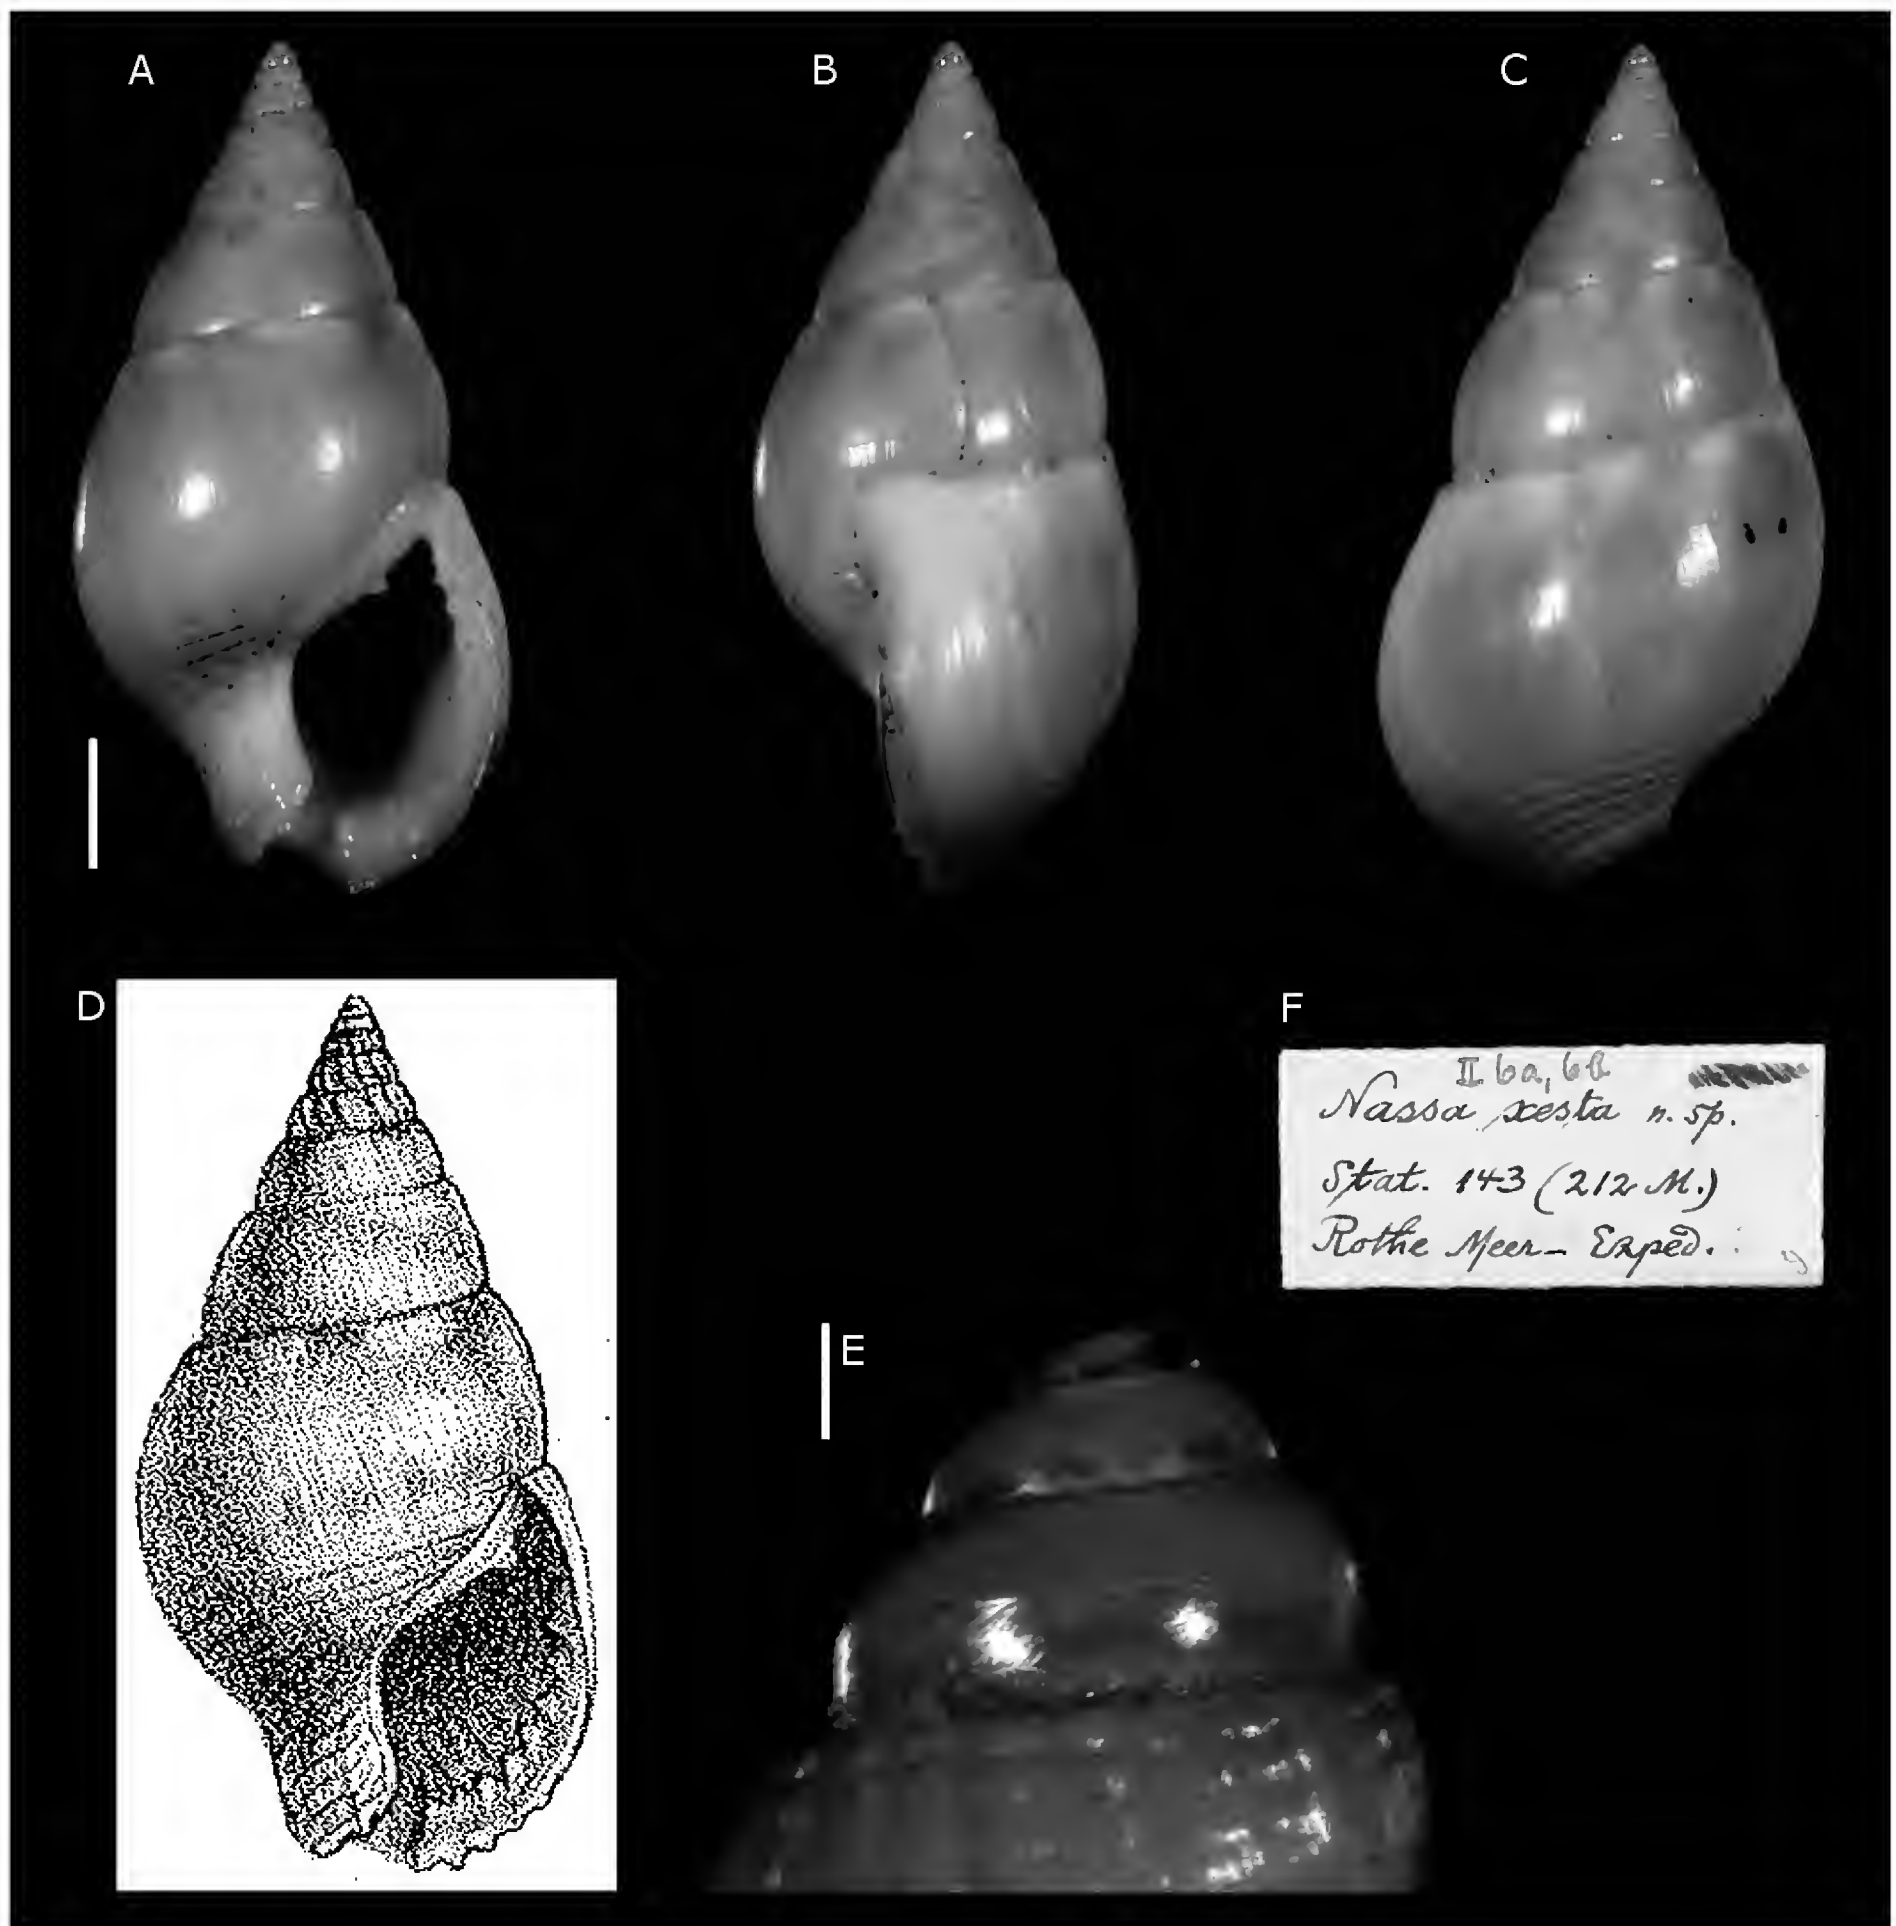 A
B
C
D
F
II 6a, 6b
Nassa xesta n. sp.
Stat. 143 (212 M.)
Rothe Meer - Exped.
E